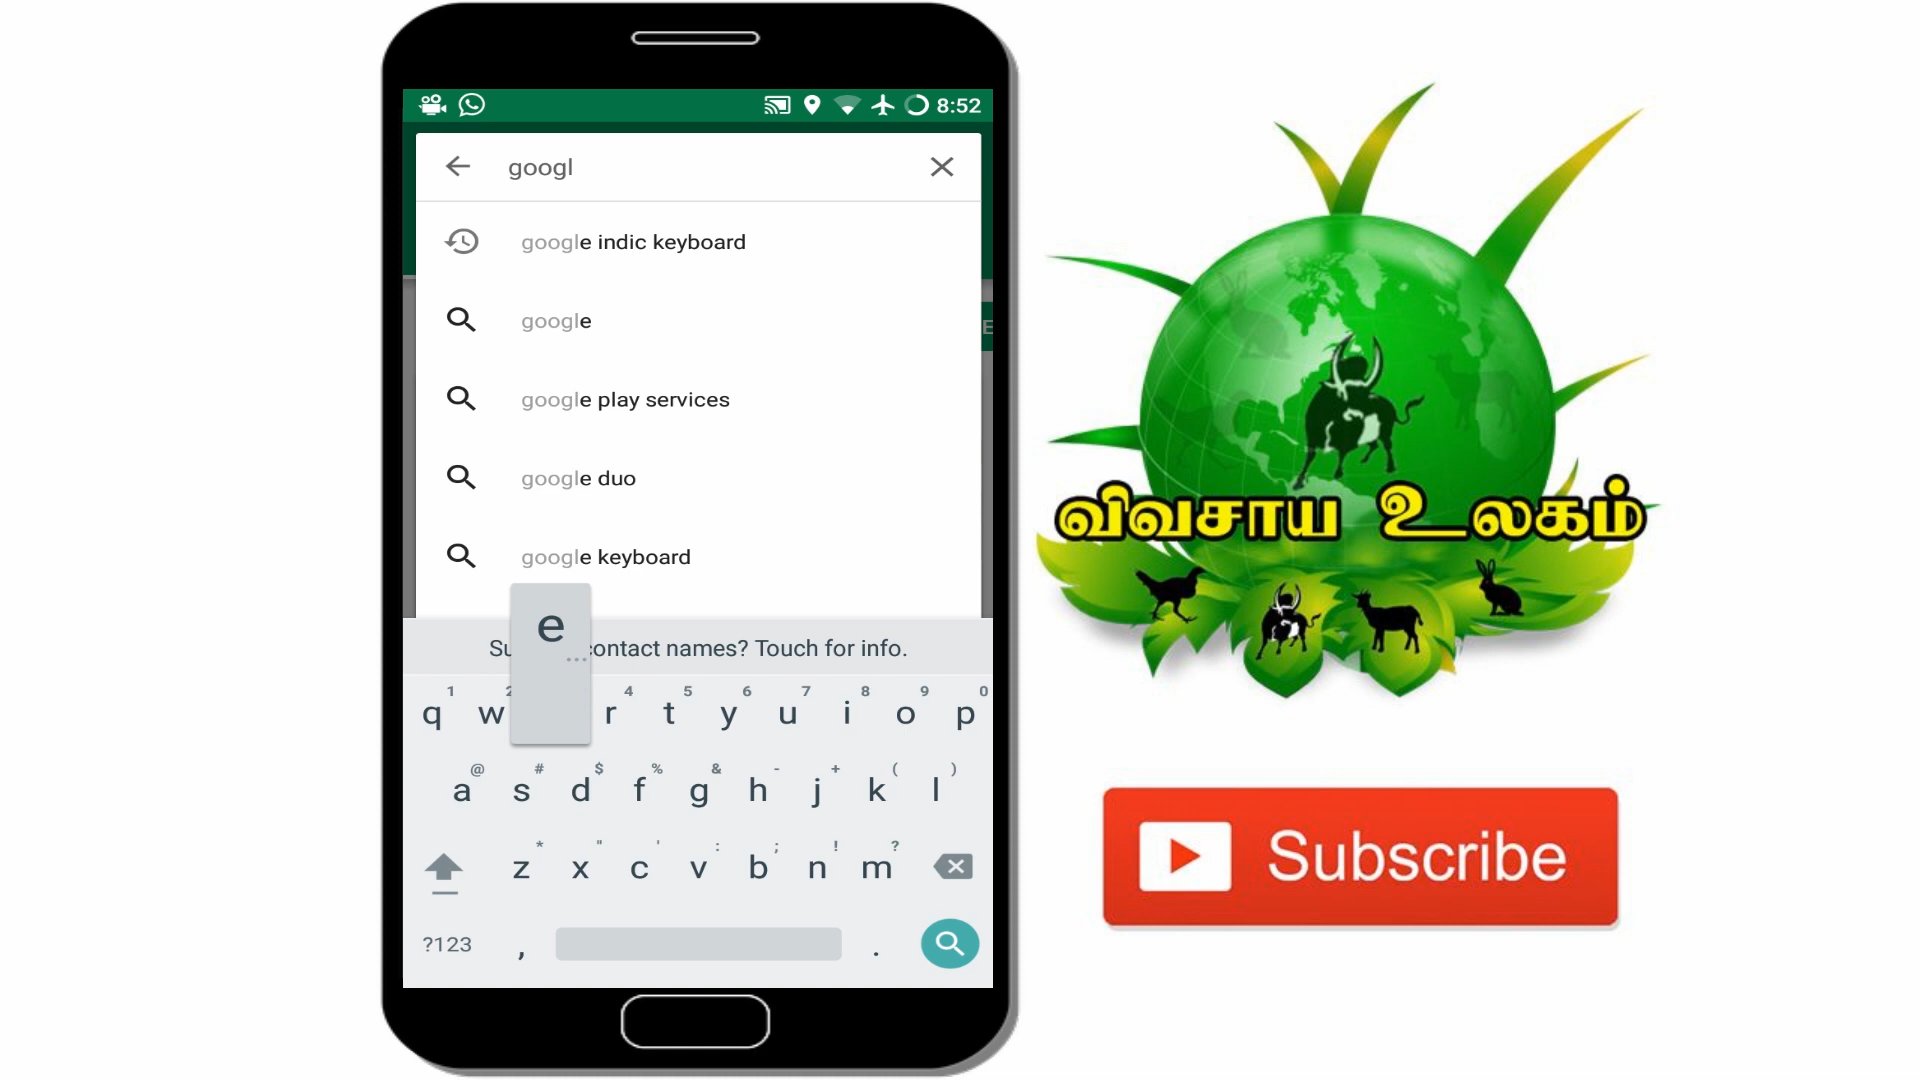 8:52
googl
google indic keyboard
google
google play services
google duo
google keyboard
e
contact names? Touch for info.
1 2 4 5 6 7 8 9 0
q w r t y u i o p
@ # $ % & - + ( )
a s d f g h j k l
* " ' : ; ! ?
z x c v b n m
?123 , .
விவசாய உலகம்
Subscribe